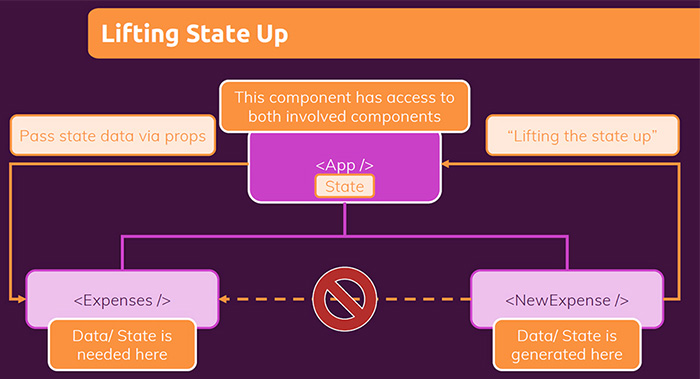 Lifting State Up
This component has access to
both involved components
Pass state data via props
“Lifting the state up”
<App />
State
<Expenses />
<NewExpense />
Data/ State is
needed here
Data/ State is
generated here